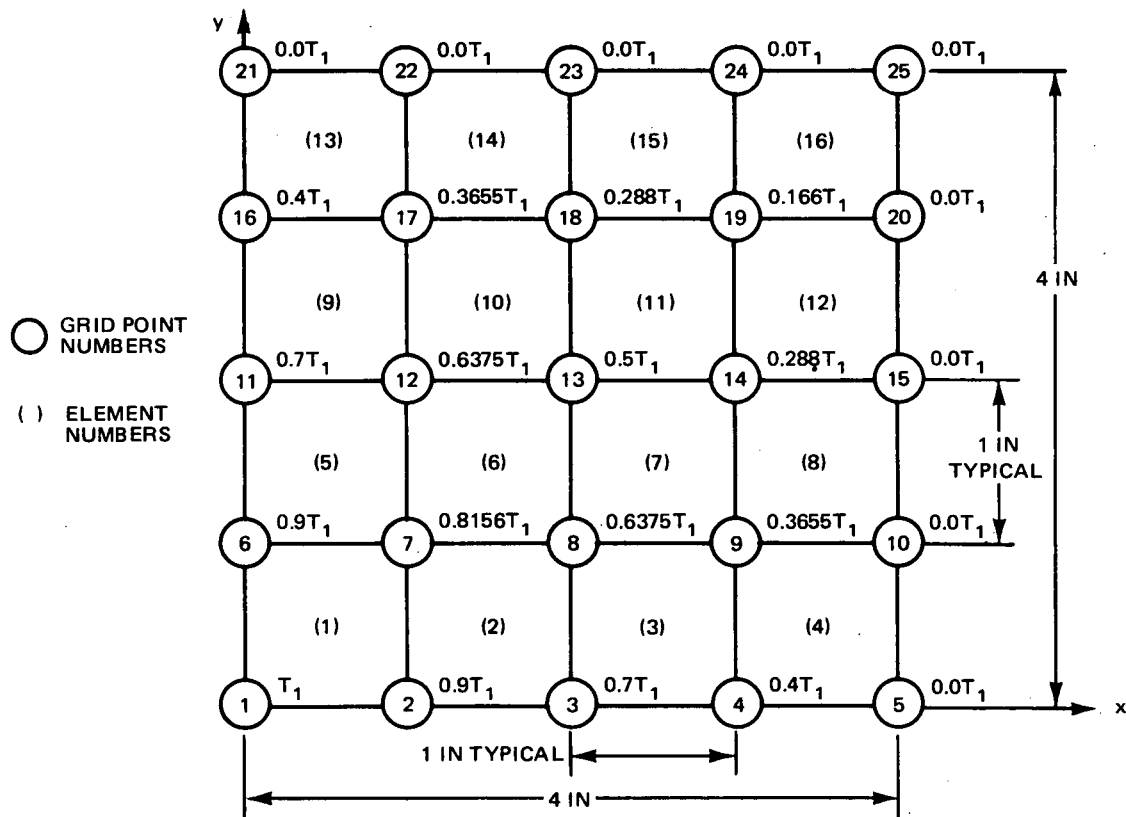 y
0.0T₁ 0.0T₁ 0.0T₁ 0.0T₁ 0.0T₁
21 22 23 24 25
(13) (14) (15) (16)
0.4T₁ 0.3655T₁ 0.288T₁ 0.166T₁ 0.0T₁
16 17 18 19 20
4 IN
(9) (10) (11) (12)
GRID POINT
NUMBERS
0.7T₁ 0.6375T₁ 0.5T₁ 0.288T₁ 0.0T₁
11 12 13 14 15
( ) ELEMENT
NUMBERS
1 IN
TYPICAL
(5) (6) (7) (8)
0.9T₁ 0.8156T₁ 0.6375T₁ 0.3655T₁ 0.0T₁
6 7 8 9 10
(1) (2) (3) (4)
T₁ 0.9T₁ 0.7T₁ 0.4T₁ 0.0T₁
1 2 3 4 5
x
1 IN TYPICAL
4 IN